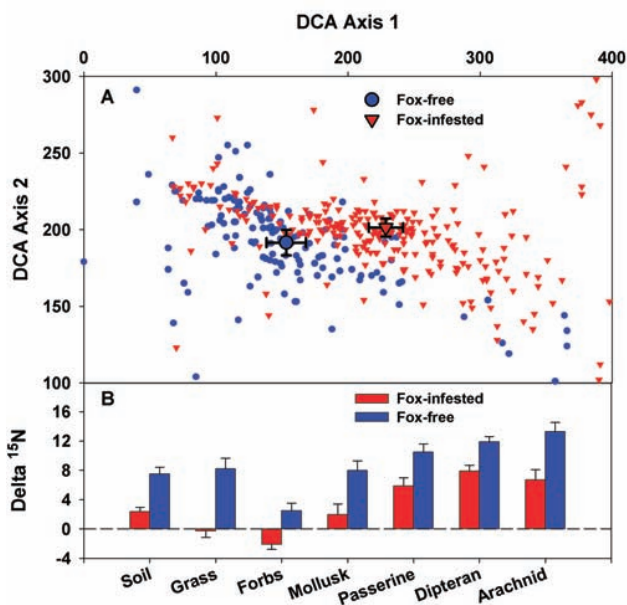 DCA Axis 1
0 100 200 300 400
300
250
200
150
100
DCA Axis 2
A
Fox-free
Fox-infested
B
Fox-infested
Fox-free
16
12
8
4
0
-4
Delta ¹⁵N
Soil Grass Forbs Mollusk Passerine Dipteran Arachnid